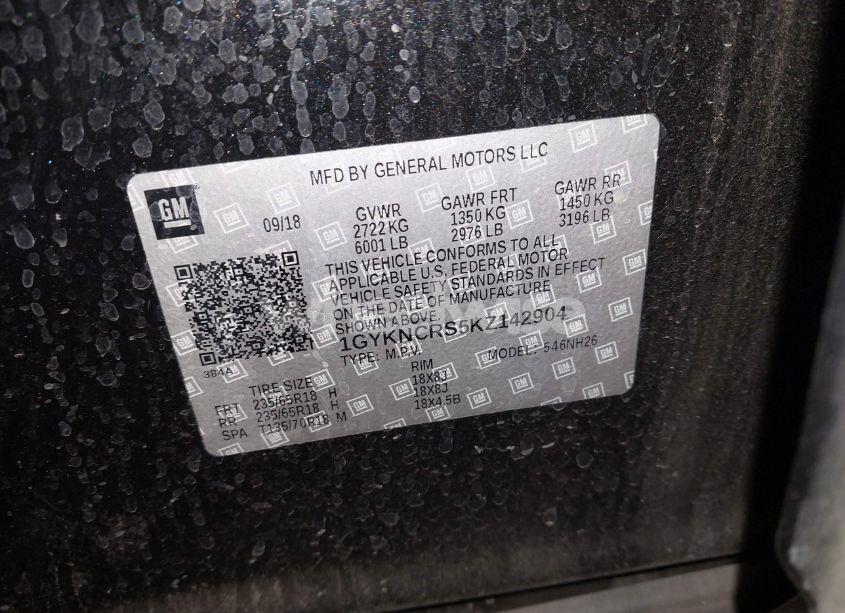 MFD BY GENERAL MOTORS LLC
GM
09/18
GVWR
2722 KG
6001 LB
GAWR FRT
1350 KG
2976 LB
GAWR RR
1450 KG
3196 LB
THIS VEHICLE CONFORMS TO ALL
APPLICABLE U.S. FEDERAL MOTOR
VEHICLE SAFETY STANDARDS IN EFFECT
ON THE DATE OF MANUFACTURE
SHOWN ABOVE.
1GYKNCRS5KZ142904
TYPE: M.P.V. MODEL: 546NH26
384A
TIRE SIZE RIM
FRT 235/65R18 H 18X8J
RR 235/65R18 H 18X8J
SPA T135/70R18 M 18X4.5B